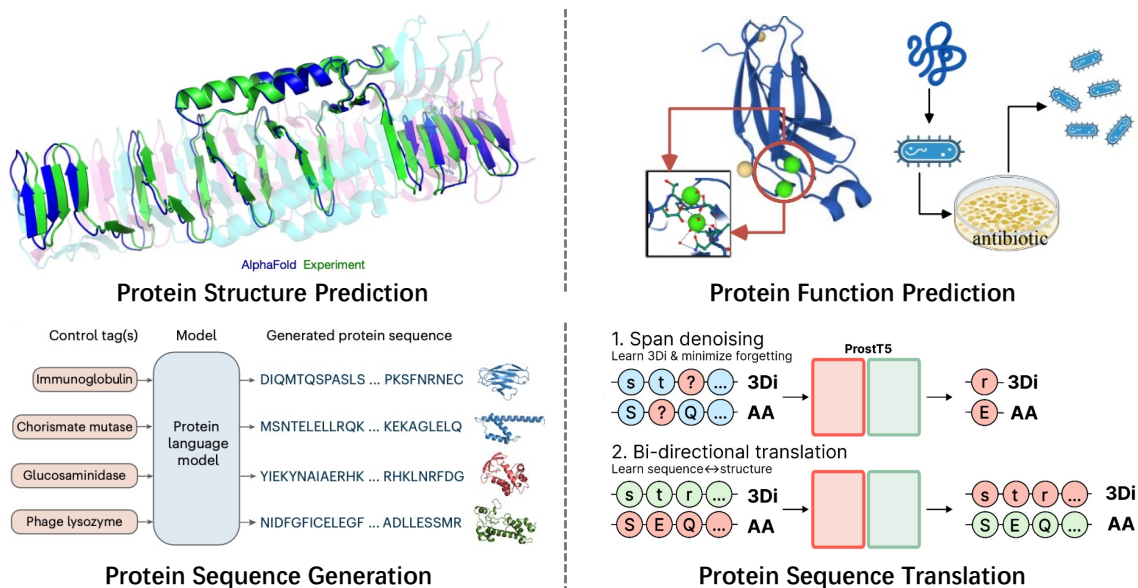 AlphaFold Experiment
Protein Structure Prediction
antibiotic
Protein Function Prediction
Control tag(s) Model Generated protein sequence
Immunoglobulin DIQMTQSPASLS ... PKSFNRNEC
Chorismate mutase MSNTELELLRQK ... KEKAGLELQ
Protein
language
model
Glucosaminidase YIEKYNAIAERHK ... RHKLNRFDG
Phage lysozyme NIDFGFICELEGF ... ADLLESSMR
Protein Sequence Generation
1. Span denoising
Learn 3Di & minimize forgetting
ProstT5
s t ? ... 3Di
S ? Q ... AA
r 3Di
E AA
2. Bi-directional translation
Learn sequence↔structure
s t r ... 3Di
S E Q ... AA
s t r ... 3Di
S E Q ... AA
Protein Sequence Translation